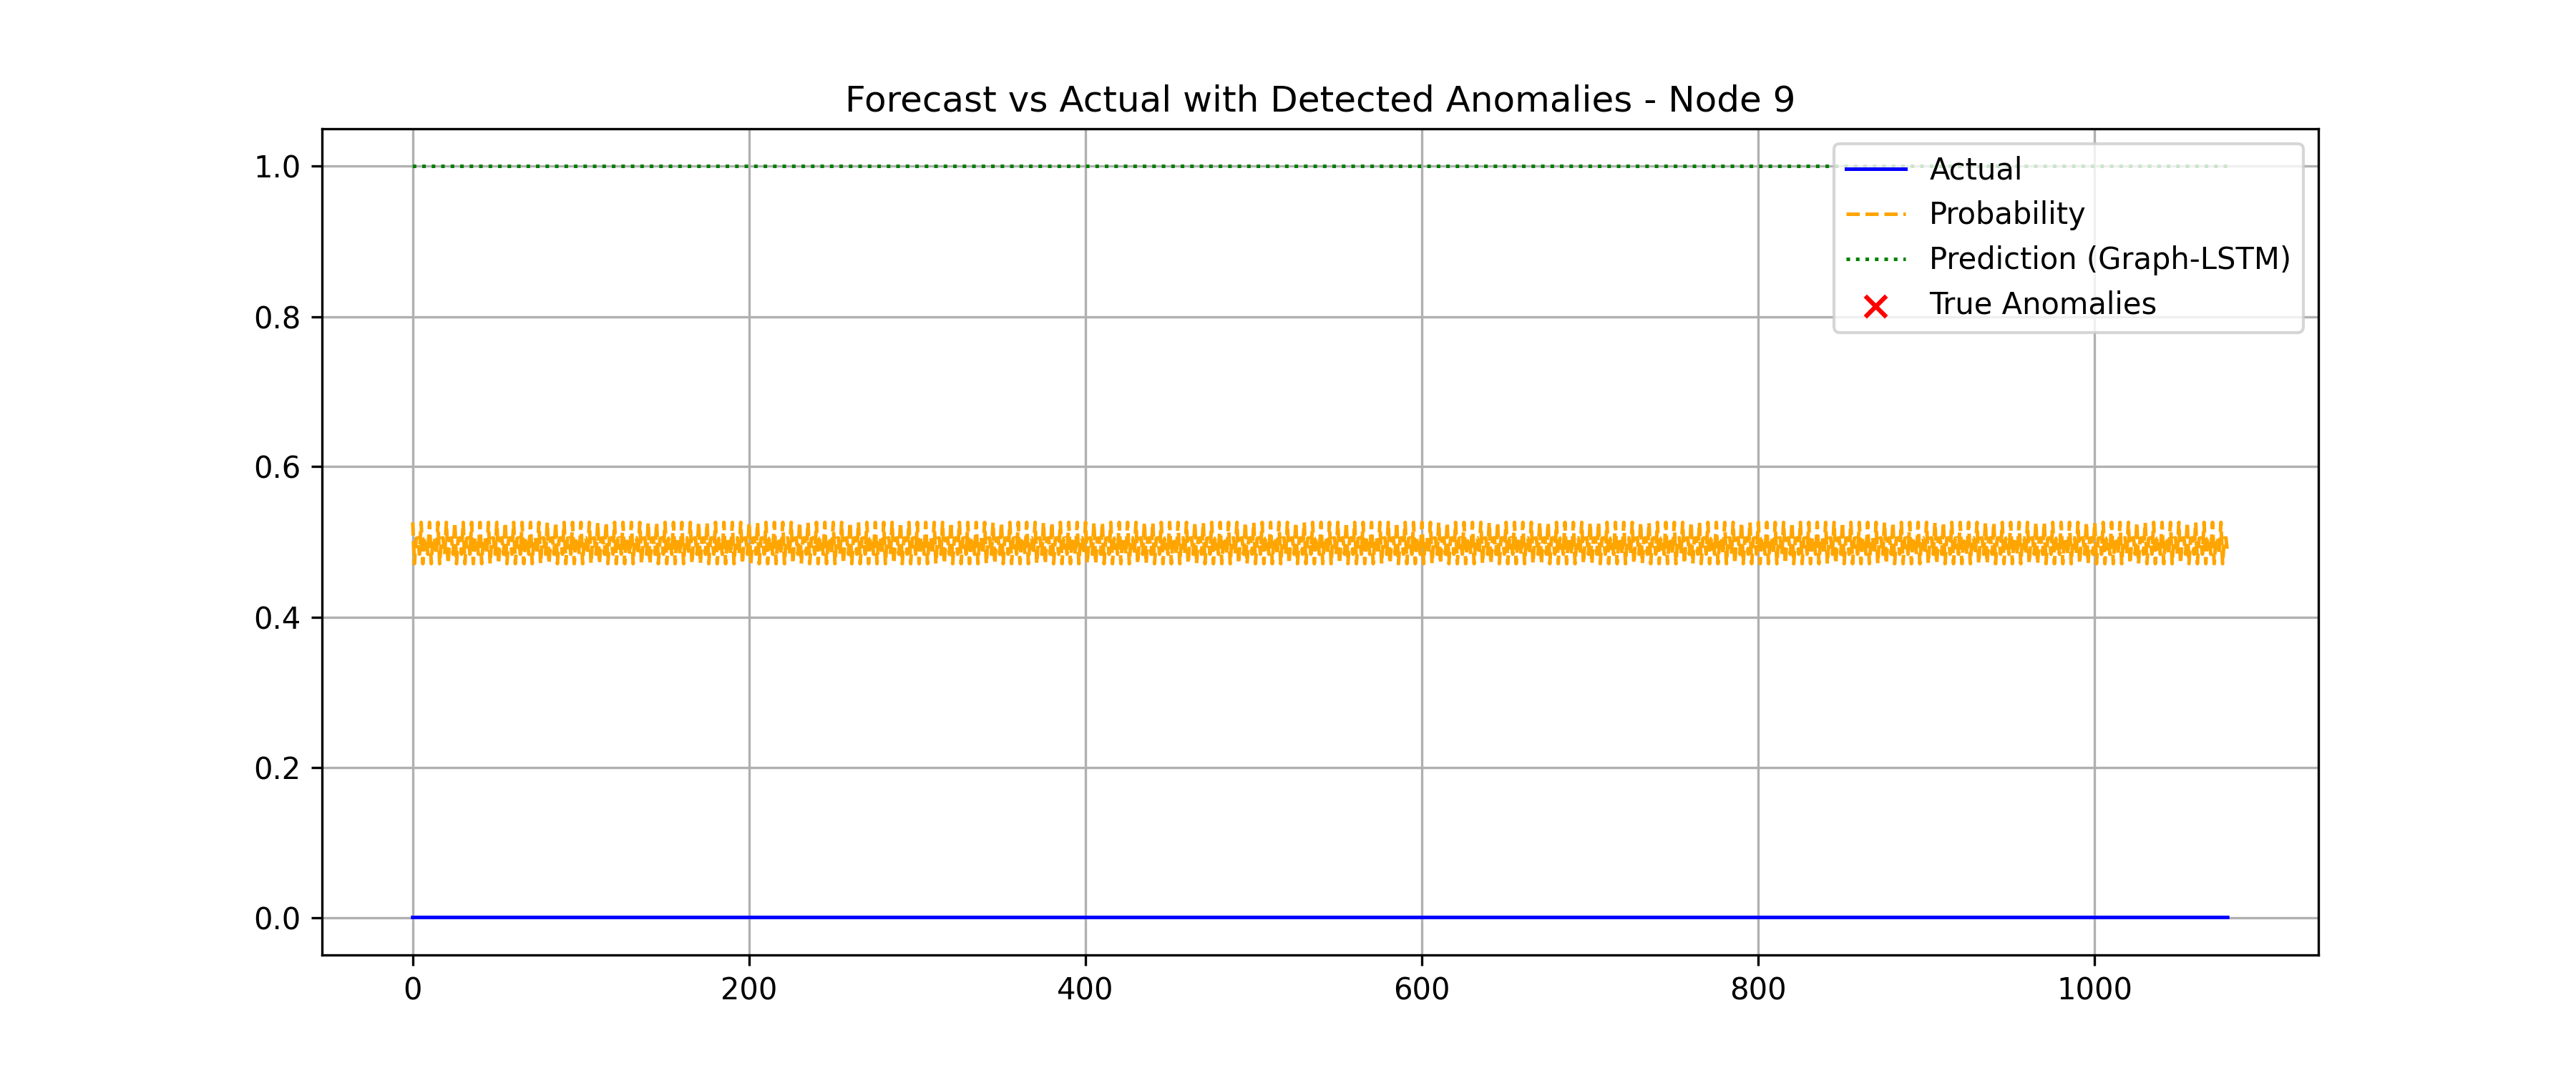 Forecast vs Actual with Detected Anomalies - Node 9
1.0
0.8
0.6
0.4
0.2
0.0
0
200
400
600
800
1000
Actual
Probability
Prediction (Graph-LSTM)
True Anomalies